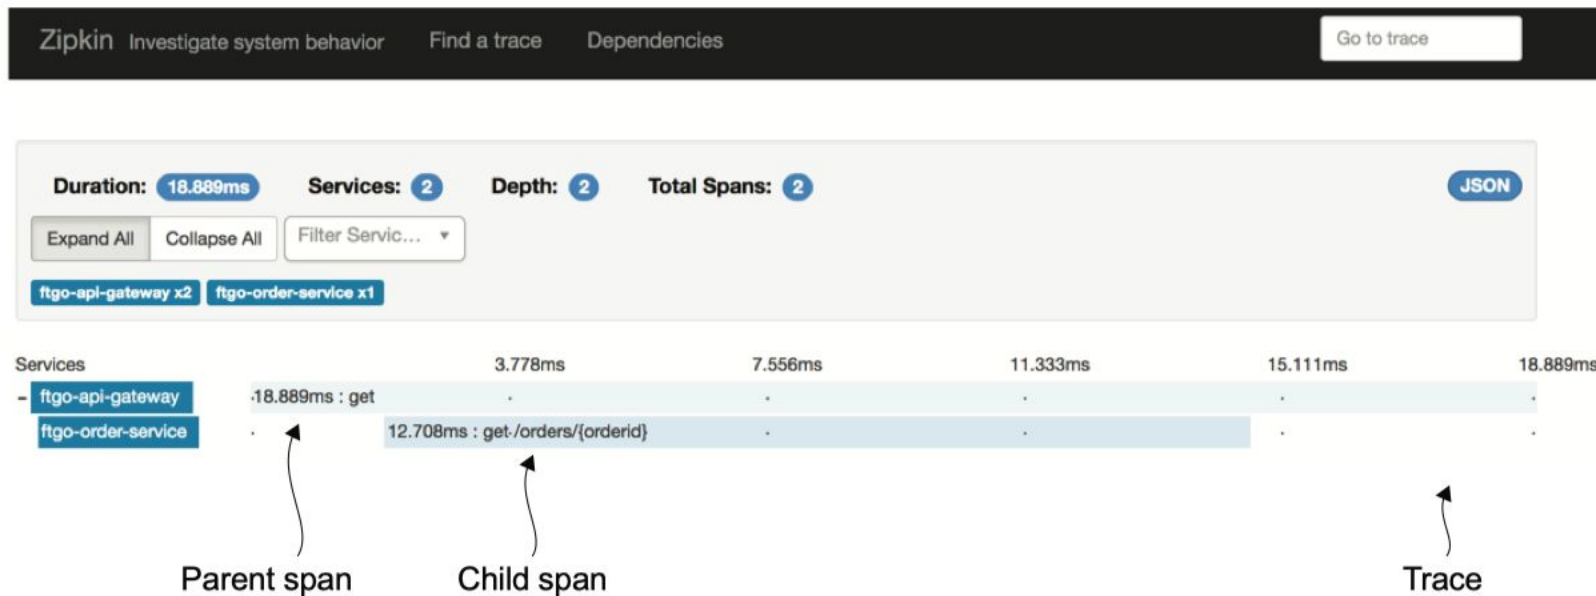 Zipkin Investigate system behavior Find a trace Dependencies Go to trace
Duration: 18.889ms Services: 2 Depth: 2 Total Spans: 2 JSON
Expand All Collapse All Filter Servic...
ftgo-api-gateway x2 ftgo-order-service x1
Services 3.778ms 7.556ms 11.333ms 15.111ms 18.889ms
- ftgo-api-gateway ·18.889ms : get
ftgo-order-service 12.708ms : get·/orders/{orderid}
Parent span Child span Trace